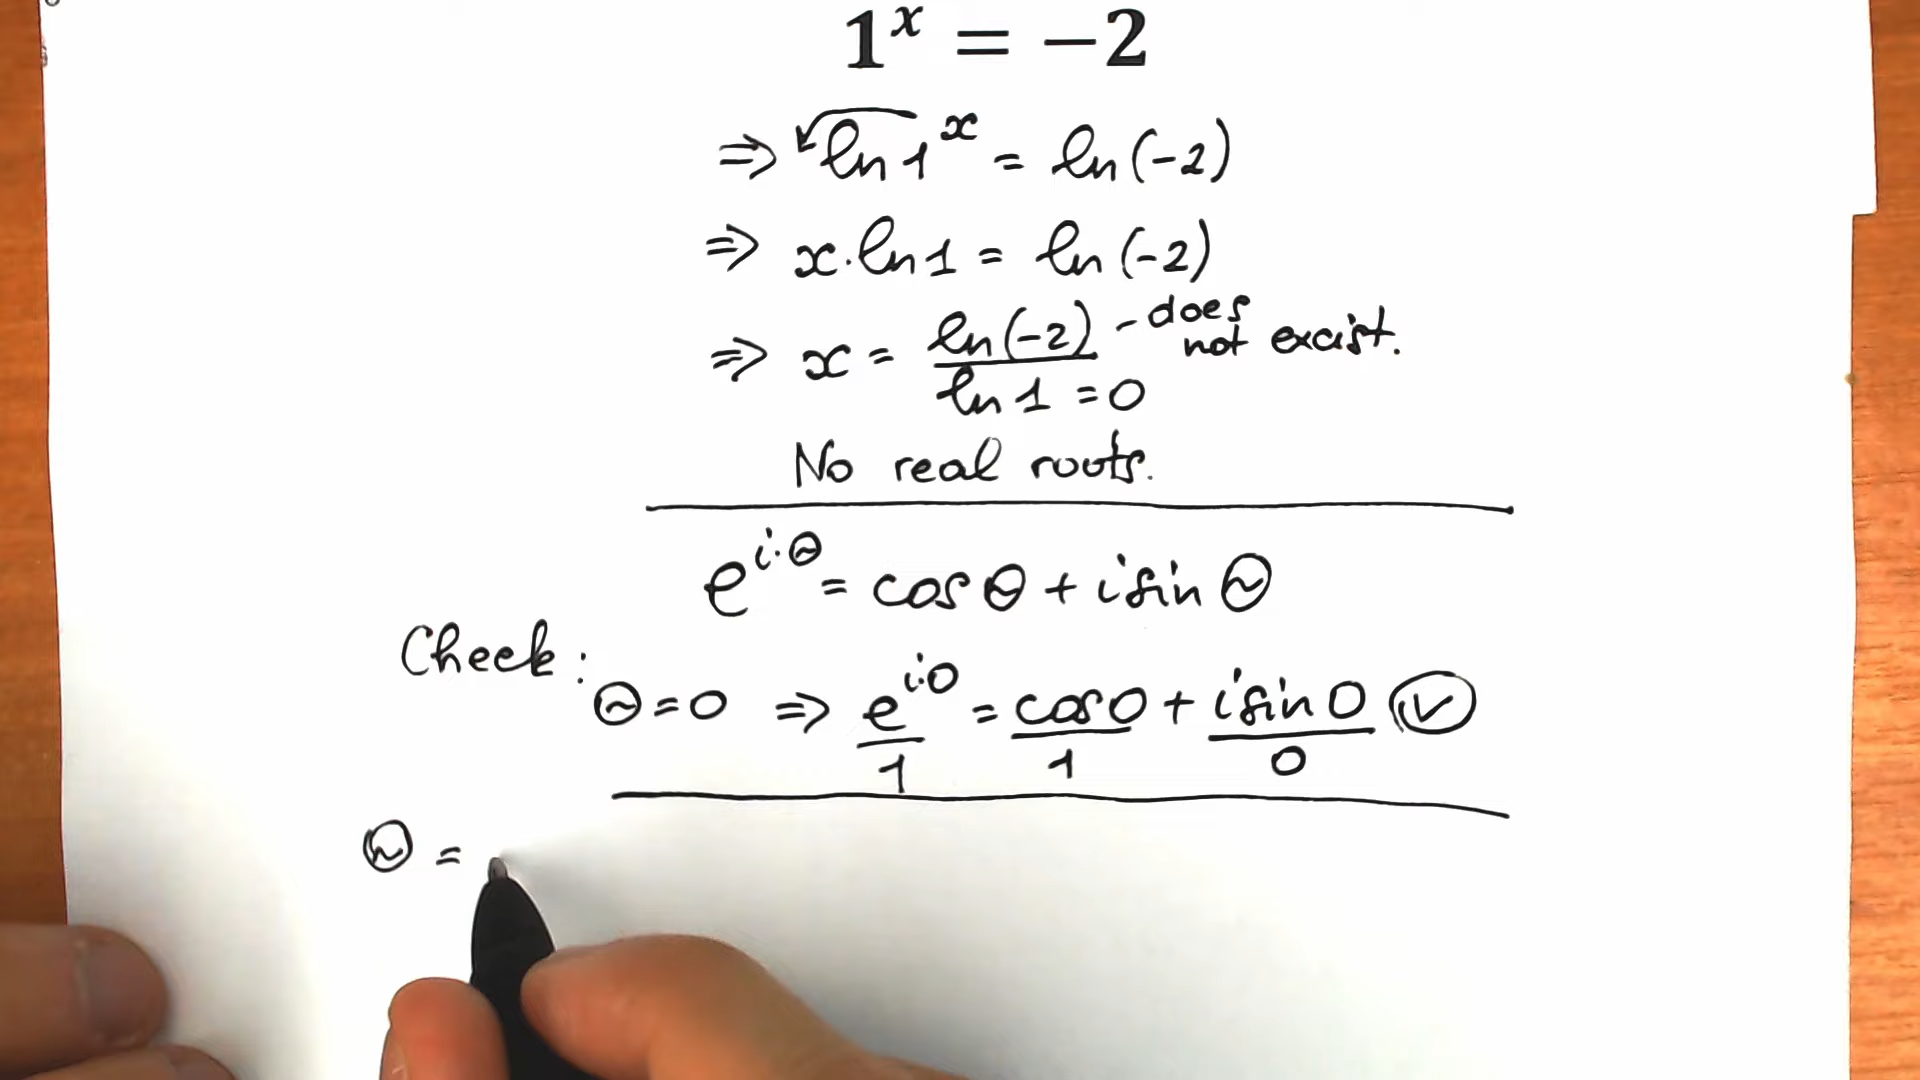 1^x = −2
⇒ ln 1^x = ln (-2)
⇒ x·ln 1 = ln (-2)
⇒ x = ln (-2) / ln 1 = 0 - does not excist.
No real roots.
e^{i·Θ} = cos Θ + i sin Θ
Check:
Θ = 0 ⇒ e^{i·0} = cos 0 + i sin 0 ✓
1 1 0
Θ =